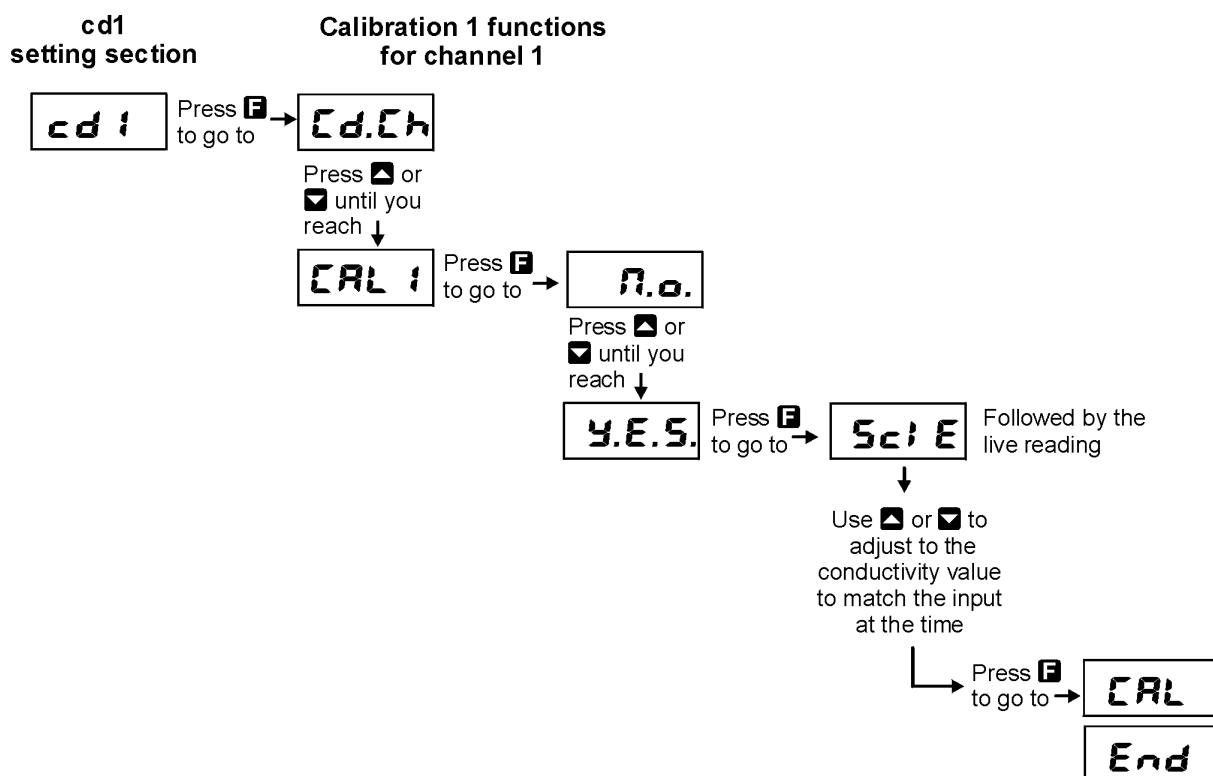 cd1
setting section
Calibration 1 functions
for channel 1
cd 1
Press F
to go to
Cd.Ch
Press ▲ or
▼ until you
reach
CAL 1
Press F
to go to
n.o.
Press ▲ or
▼ until you
reach
Y.E.S.
Press F
to go to
Scl E
Followed by the
live reading
Use ▲ or ▼ to
adjust to the
conductivity value
to match the input
at the time
Press F
to go to
CAL
End